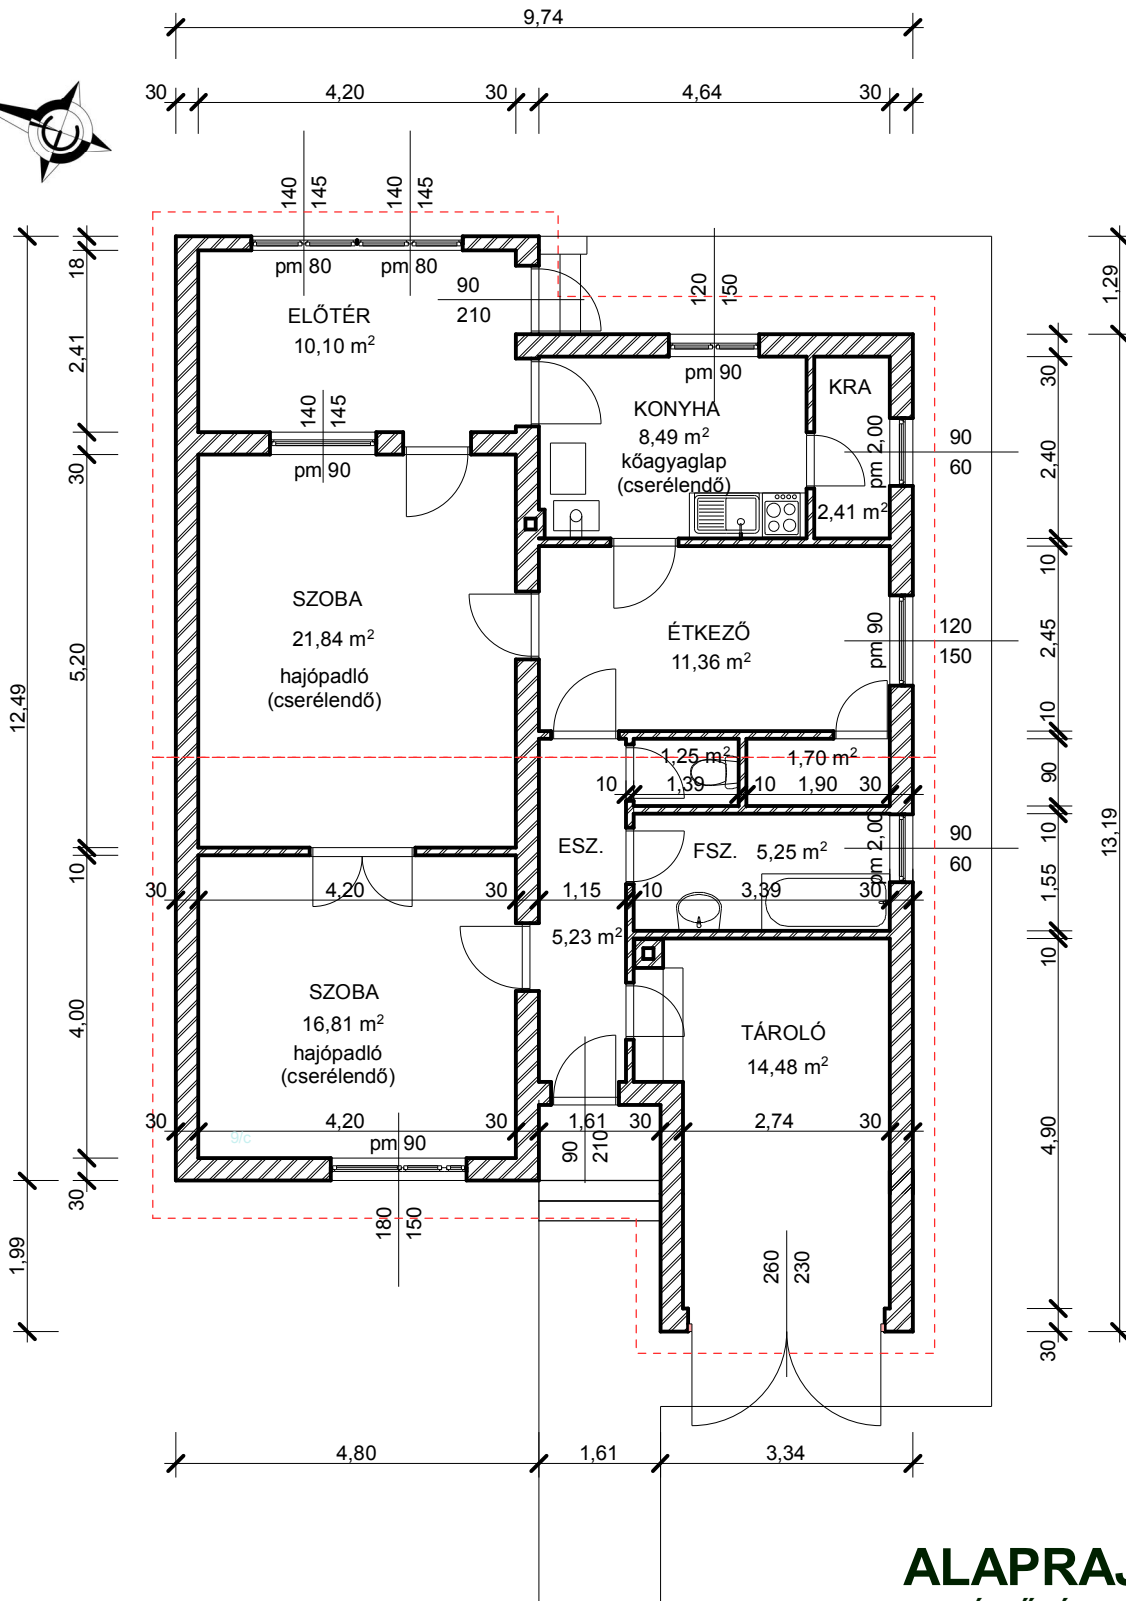 9,74
30 4,20 30 4,64 30
140 145
140 145
pm 80
pm 80
90
210
120 150
ELŐTÉR
10,10 m²
140 145
pm 90
pm 90
KONYHA
8,49 m²
kőagyaglap
(cserélendő)
KRA
pm 2,00
90
60
2,41 m²
SZOBA
21,84 m²
hajópadló
(cserélendő)
ÉTKEZŐ
11,36 m²
pm 90
120
150
1,25 m²
1,70 m²
10 1,39 10 1,90 30
ESZ.
FSZ.
5,25 m²
pm 2,00
90
60
30 4,20 30 1,15 10 3,39 30
5,23 m²
SZOBA
16,81 m²
hajópadló
(cserélendő)
TÁROLÓ
14,48 m²
30 4,20 30 1,61 30 2,74 30
9/c
pm 90
90 210
180 150
260 230
18
2,41
30
5,20
10
4,00
30
12,49
1,99
1,29
30
2,40
10
2,45
10
90
10
1,55
10
4,90
30
13,19
4,80 1,61 3,34